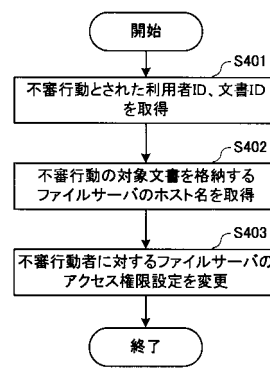 開始
S401
不審行動とされた利用者ID、文書ID
を取得
S402
不審行動の対象文書を格納する
ファイルサーバのホスト名を取得
S403
不審行動者に対するファイルサーバの
アクセス権限設定を変更
終了